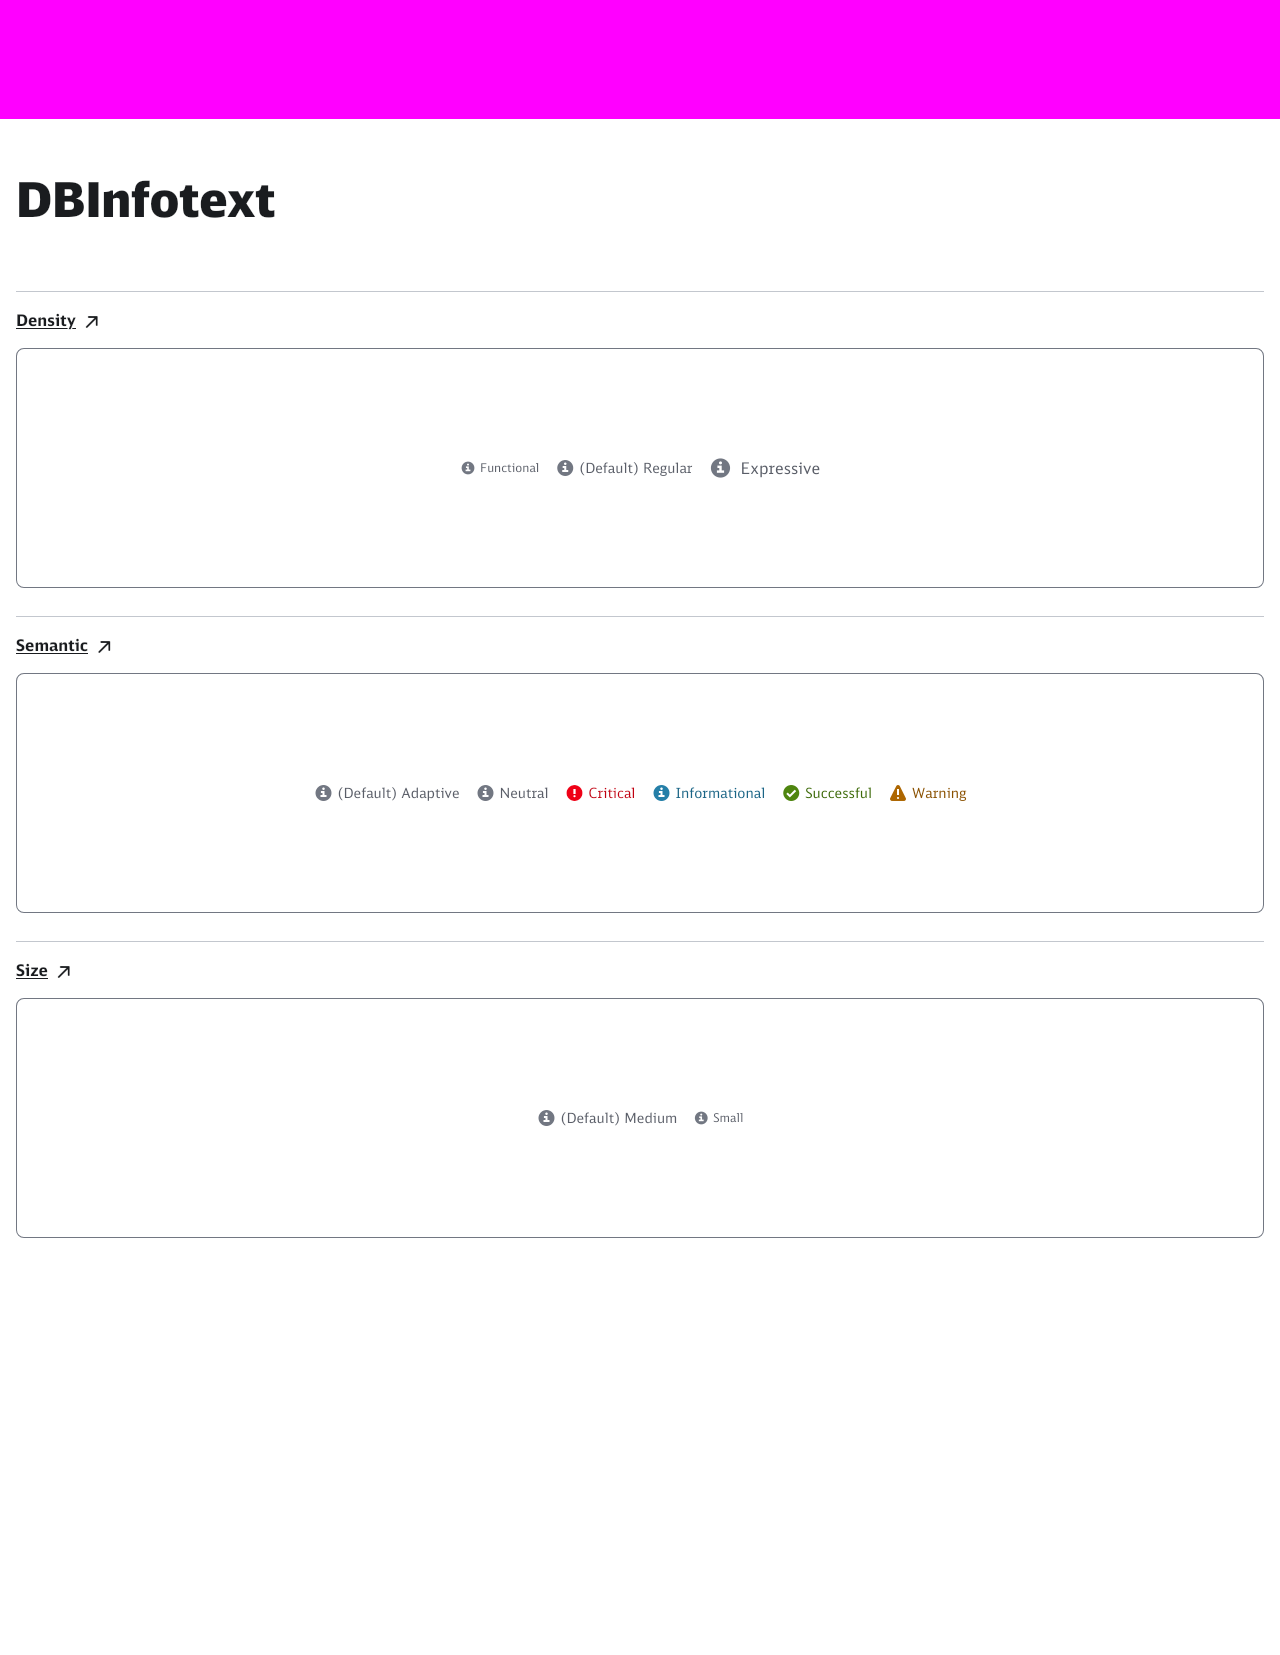 DBInfotext
Density
Functional (Default) Regular Expressive
Semantic
(Default) Adaptive Neutral Critical Informational Successful Warning
Size
(Default) Medium Small